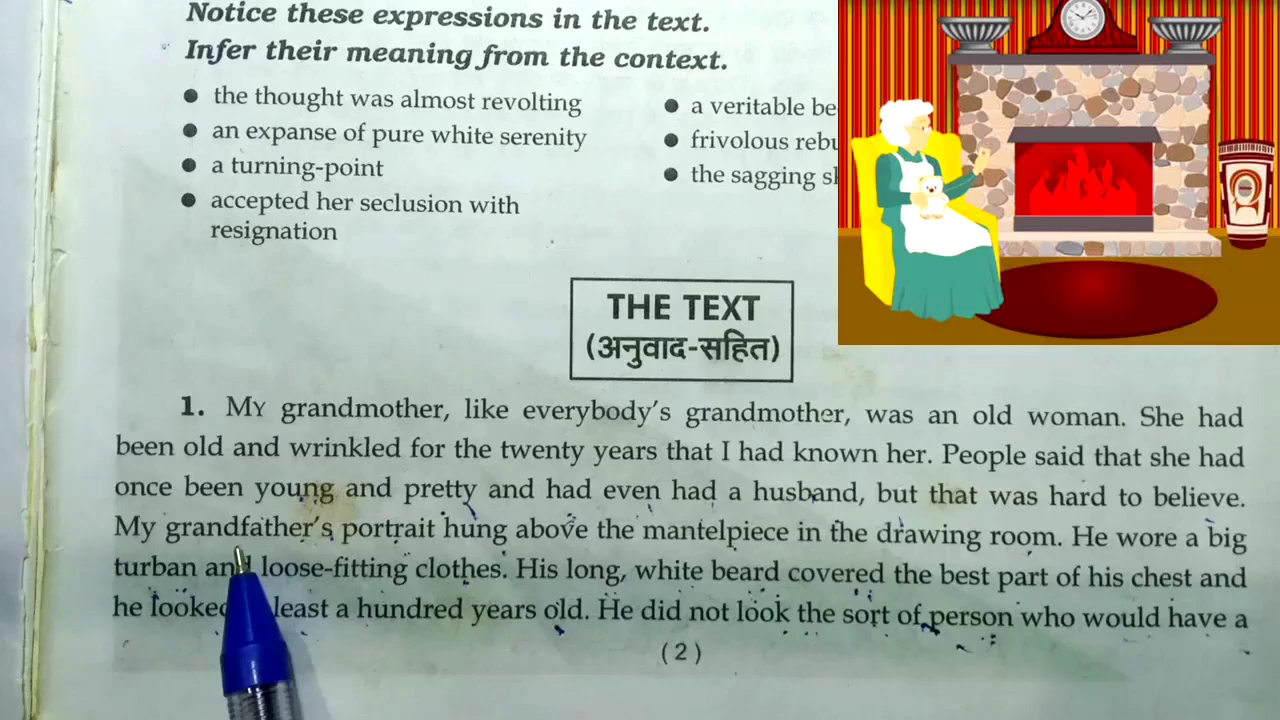 Notice these expressions in the text.
Infer their meaning from the context.
● the thought was almost revolting
● an expanse of pure white serenity
● a turning-point
● accepted her seclusion with
resignation
● a veritable
● frivolous
● the sagging
THE TEXT
(अनुवाद-सहित)
1. My grandmother, like everybody's grandmother, was an old woman. She had
been old and wrinkled for the twenty years that I had known her. People said that she had
once been young and pretty and had even had a husband, but that was hard to believe.
My grandfather's portrait hung above the mantelpiece in the drawing room. He wore a big
turban and loose-fitting clothes. His long, white beard covered the best part of his chest and
he looked least a hundred years old. He did not look the sort of person who would have a
(2)